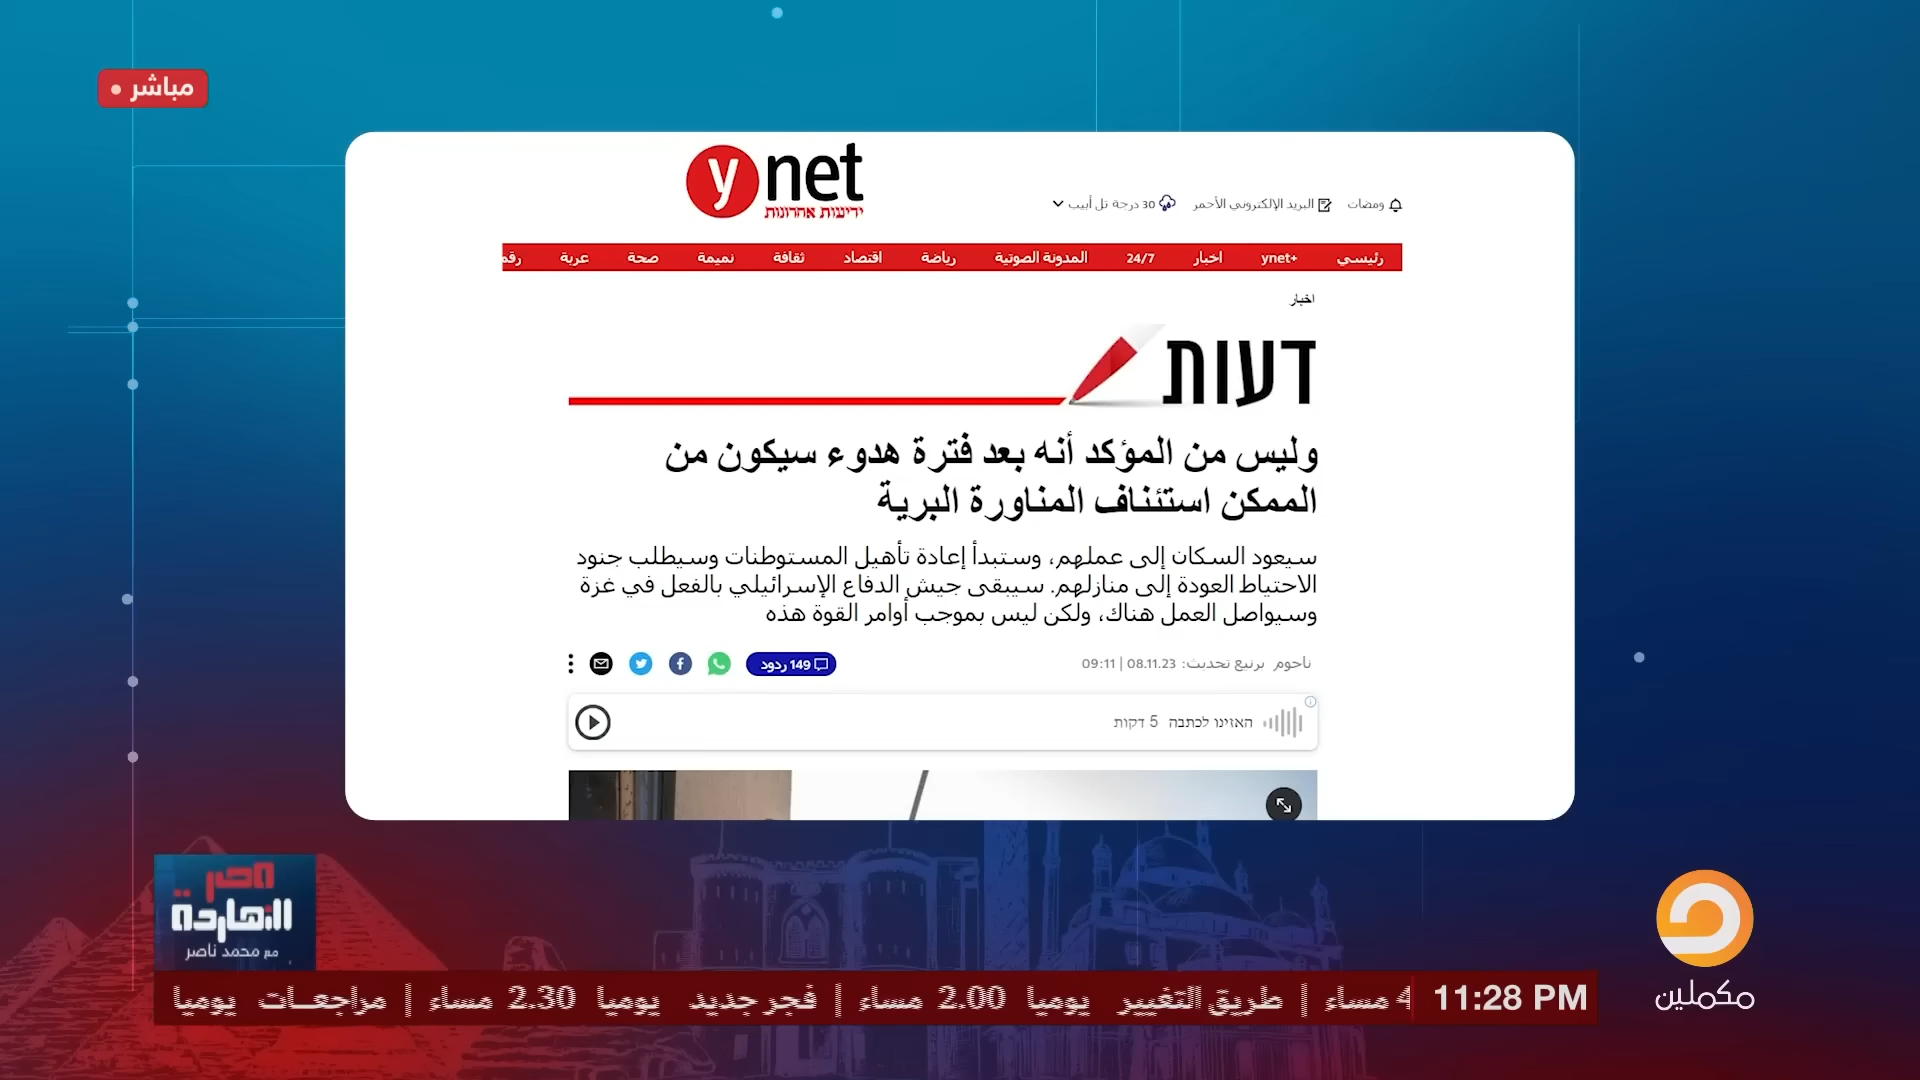 مباشر
ynet
ידיעות אחרונות
ومضات
البريد الإلكتروني الأحمر
30 درجة تل أبيب
رئيسي ynet+ اخبار 24/7 المدونة الصوتية رياضة اقتصاد ثقافة نميمة صحة عربة رقم
اخبار
דעות
وليس من المؤكد أنه بعد فترة هدوء سيكون من
الممكن استئناف المناورة البرية
سيعود السكان إلى عملهم، وستبدأ إعادة تأهيل المستوطنات وسيطلب جنود
الاحتياط العودة إلى منازلهم. سيبقى جيش الدفاع الإسرائيلي بالفعل في غزة
وسيواصل العمل هناك، ولكن ليس بموجب أوامر القوة هذه
ناحوم برنيع تحديث: 08.11.23 | 09:11
149 ردود
האזינו לכתבה 5 דקות
مصر
النهاردة
مع محمد ناصر
مكملين
11:28 PM
4 مساء | طريق التغيير يوميا 2.00 مساء | فجر جديد يوميا 2.30 مساء | مراجعات يوميا